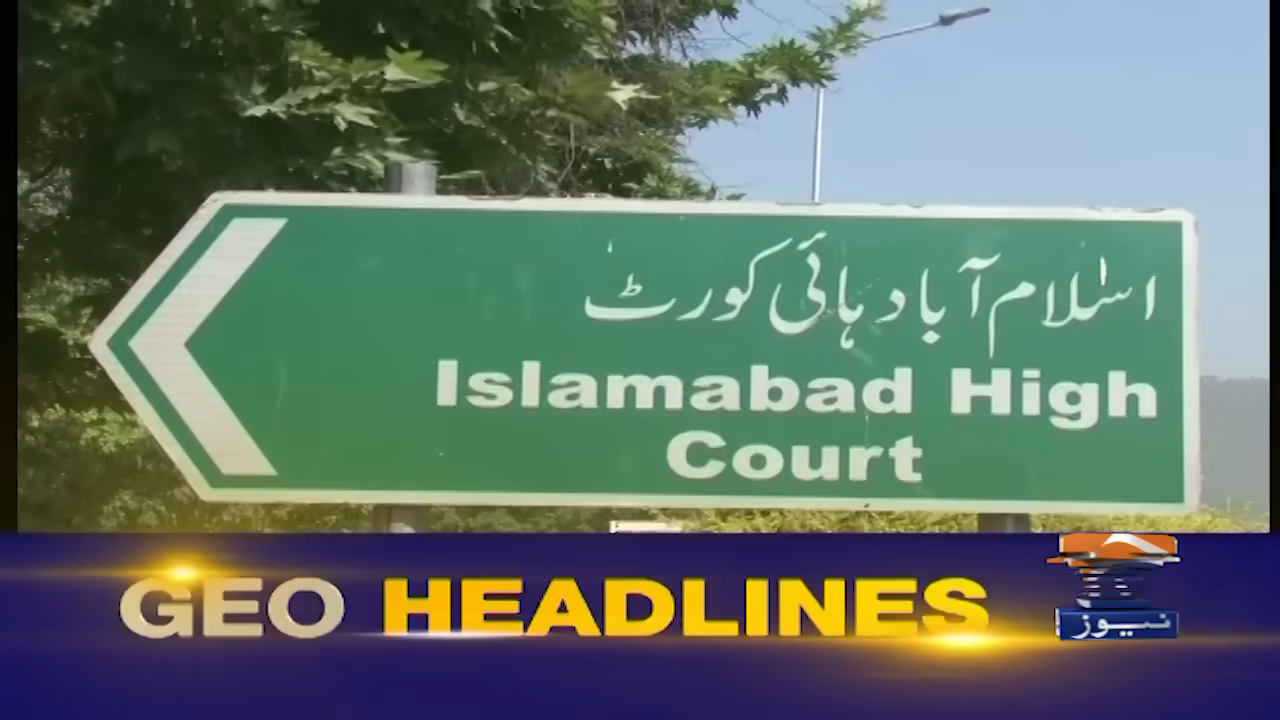 اسلام آباد ہائی کورٹ
Islamabad High
Court
GEO HEADLINES
نیوز